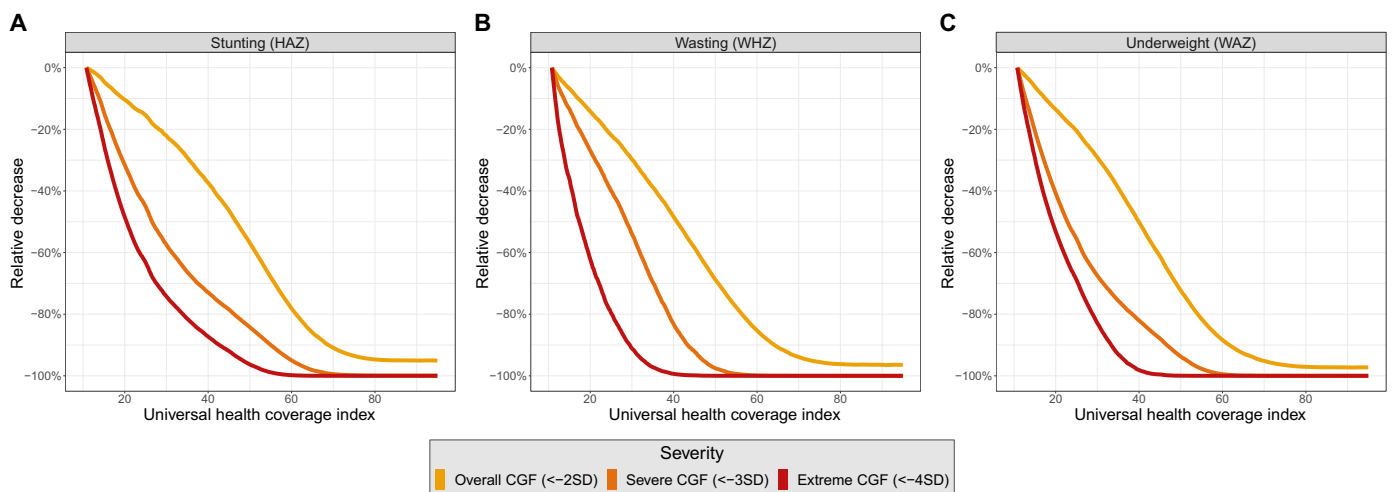 A
Stunting (HAZ)
0%
−20%
−40%
−60%
−80%
−100%
Relative decrease
20 40 60 80
Universal health coverage index
B
Wasting (WHZ)
0%
−20%
−40%
−60%
−80%
−100%
Relative decrease
20 40 60 80
Universal health coverage index
C
Underweight (WAZ)
0%
−20%
−40%
−60%
−80%
−100%
Relative decrease
20 40 60 80
Universal health coverage index
Severity
Overall CGF (<−2SD) Severe CGF (<−3SD) Extreme CGF (<−4SD)